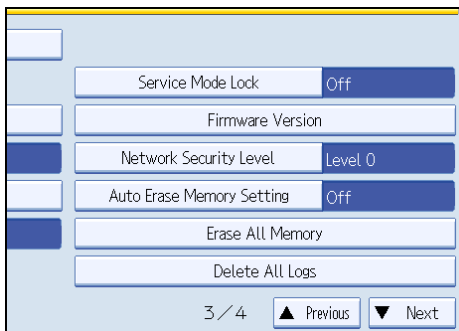 Service Mode Lock Off
Firmware Version
Network Security Level Level 0
Auto Erase Memory Setting Off
Erase All Memory
Delete All Logs
3/4 ▲ Previous ▼ Next